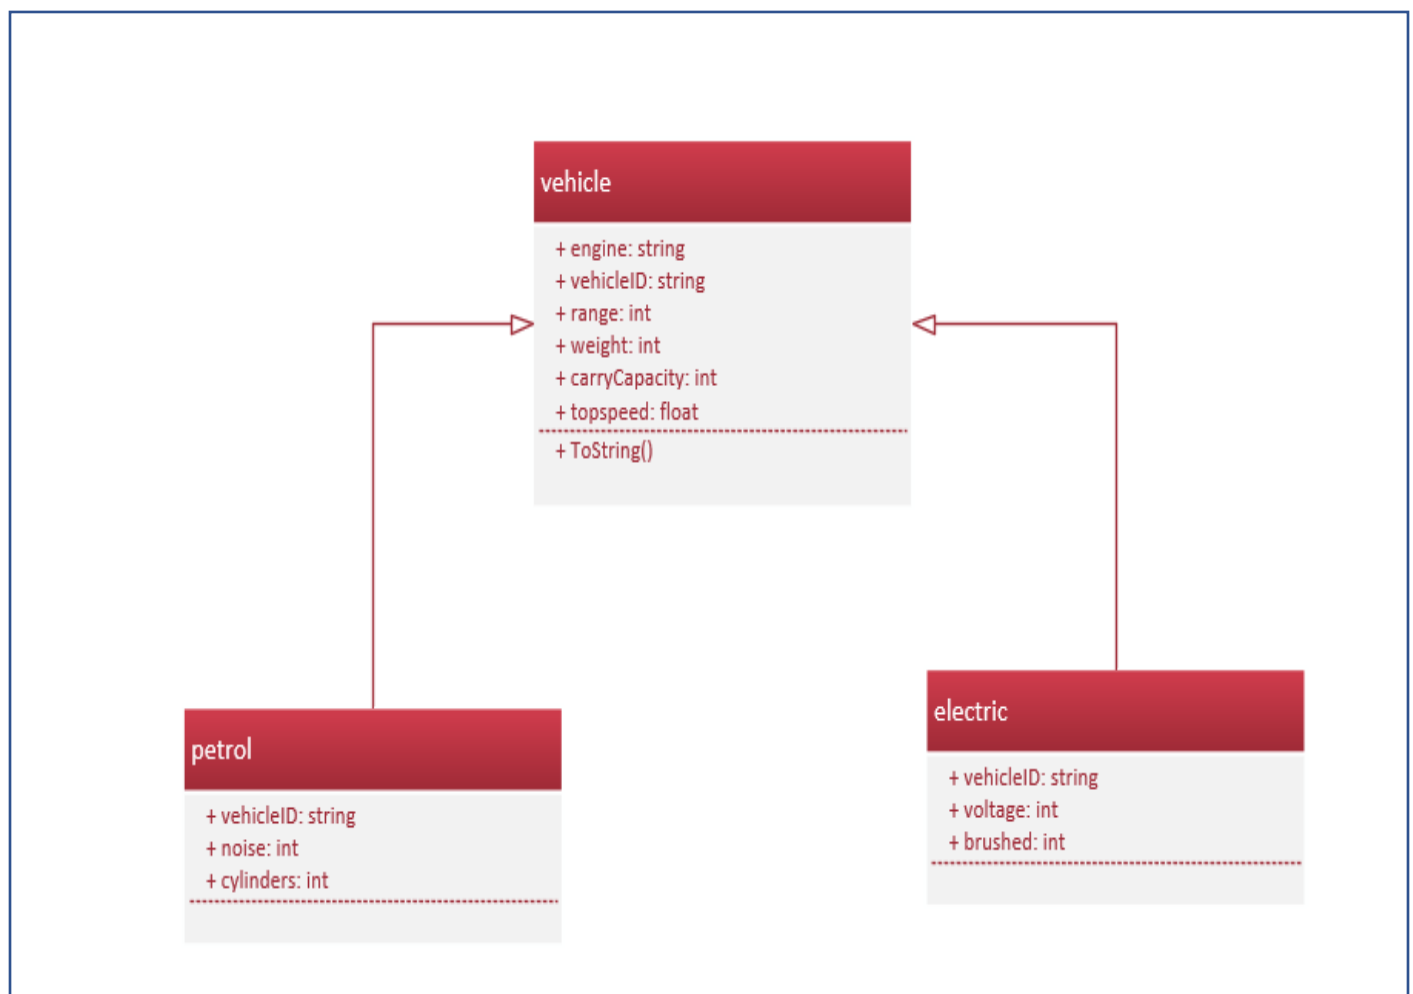 vehicle
+ engine: string
+ vehicleID: string
+ range: int
+ weight: int
+ carryCapacity: int
+ topspeed: float
+ ToString()
petrol
+ vehicleID: string
+ noise: int
+ cylinders: int
electric
+ vehicleID: string
+ voltage: int
+ brushed: int